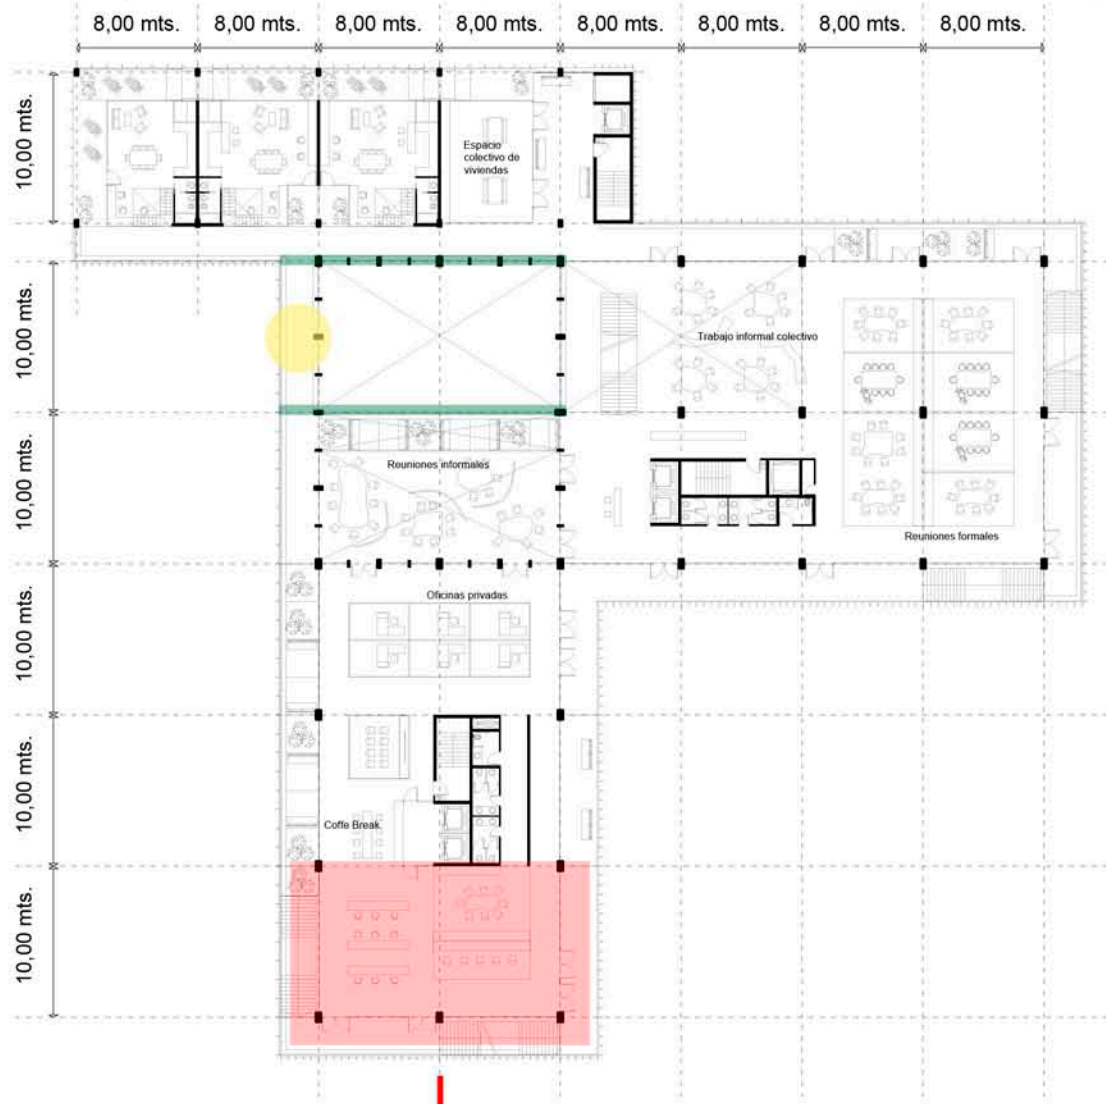 8,00 mts.
8,00 mts.
8,00 mts.
8,00 mts.
8,00 mts.
8,00 mts.
8,00 mts.
8,00 mts.
10,00 mts.
Espacio
colectivo de
viviendas
10,00 mts.
Trabajo informal colectivo
10,00 mts.
Reuniones informales
Reuniones formales
10,00 mts.
Oficinas privadas
10,00 mts.
Coffe Break
10,00 mts.